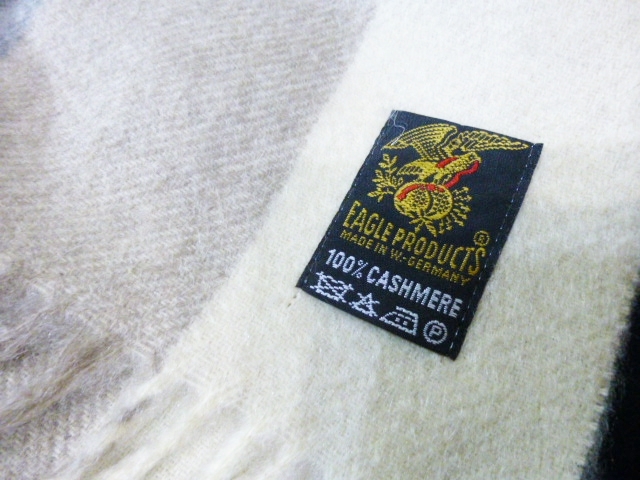 EAGLE PRODUCTS ®
MADE IN W-GERMANY
100% CASHMERE
P